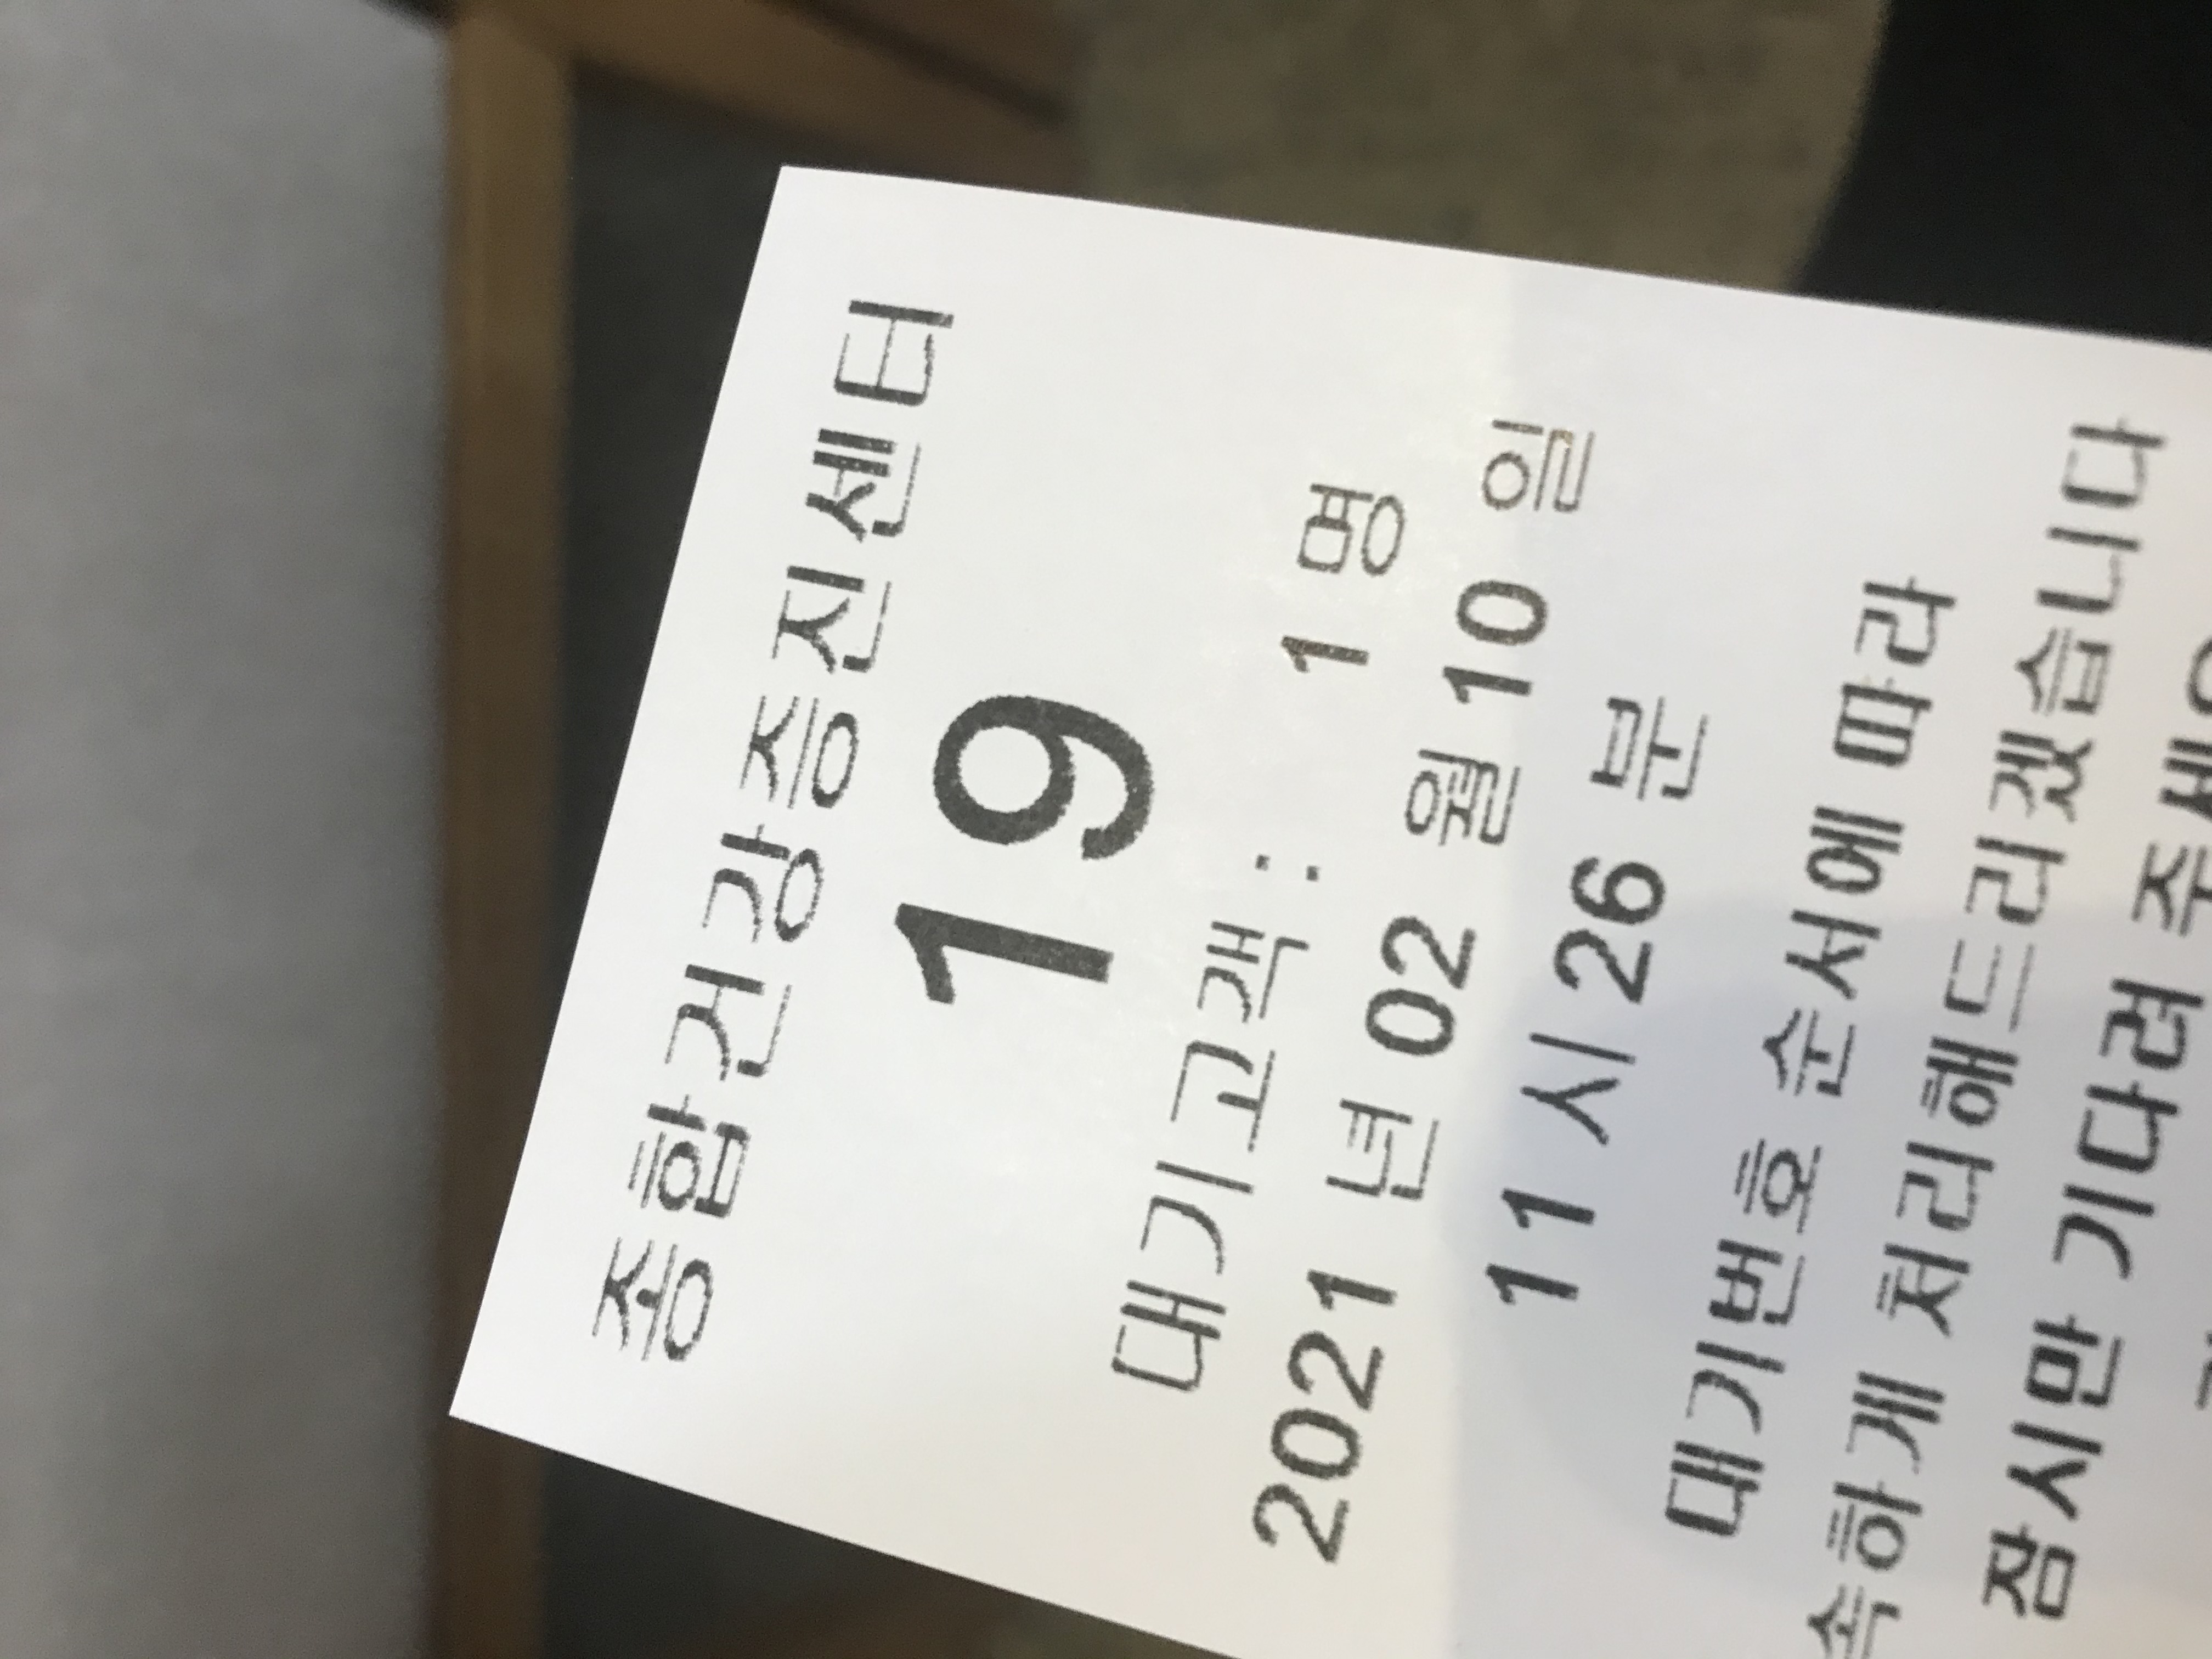 종합건강증진센터
19
대기고객 : 1 명
2021 년 02 월 10 일
11 시 26 분
대기번호 순서에 따라
속하게 처리해드리겠습니다
잠시만 기다려 주세요